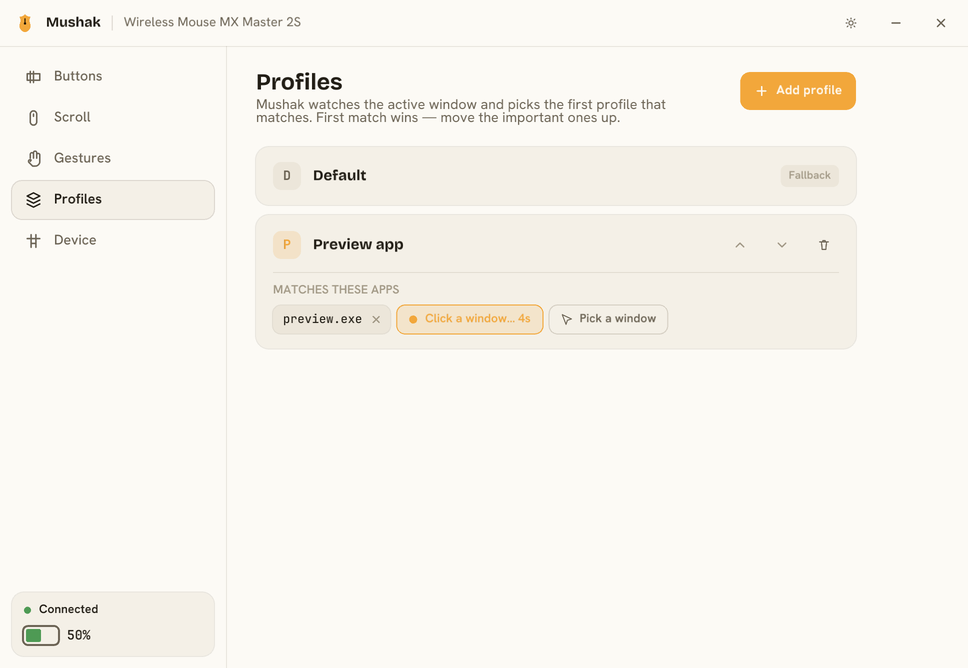 Mushak
Wireless Mouse MX Master 2S
Buttons
Scroll
Gestures
Profiles
Device
Connected
50%
Profiles
Mushak watches the active window and picks the first profile that
matches. First match wins — move the important ones up.
Add profile
D
Default
Fallback
P
Preview app
MATCHES THESE APPS
preview.exe
Click a window... 4s
Pick a window